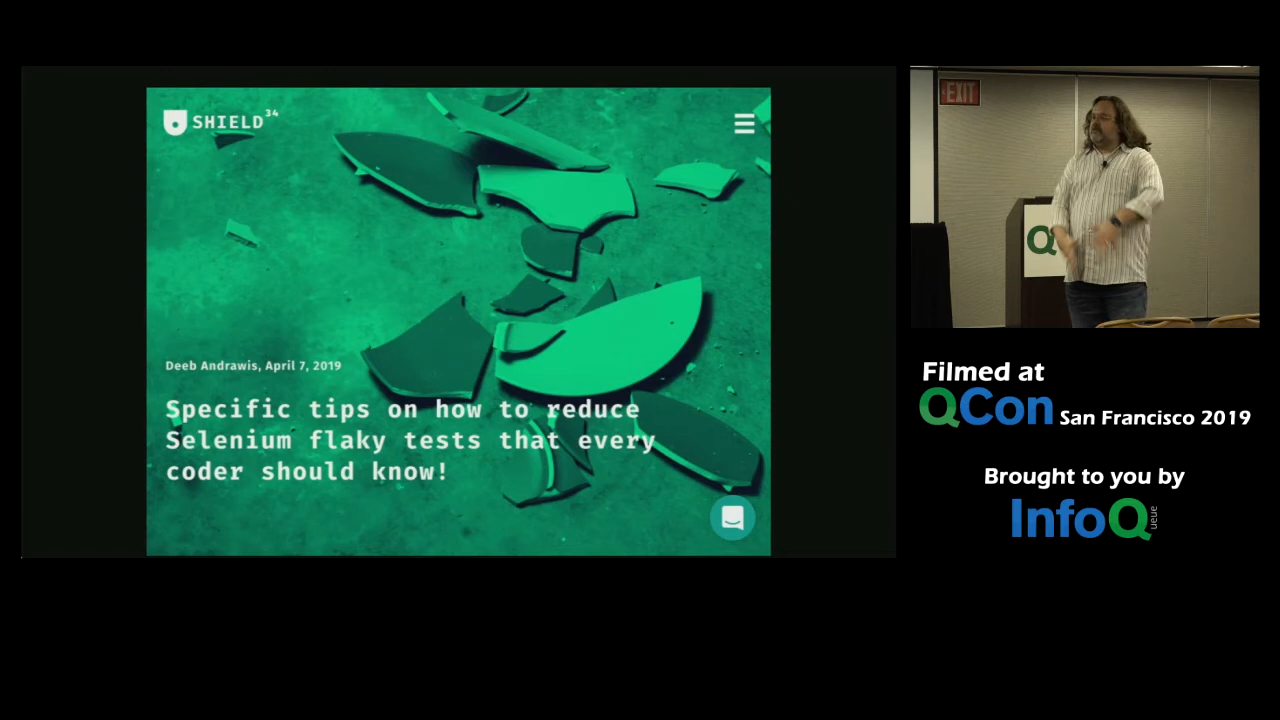 SHIELD34
Deeb Andrawis, April 7, 2019
Specific tips on how to reduce
Selenium flaky tests that every
coder should know!
EXIT
Q
Filmed at
QCon San Francisco 2019
Brought to you by
InfoQueue